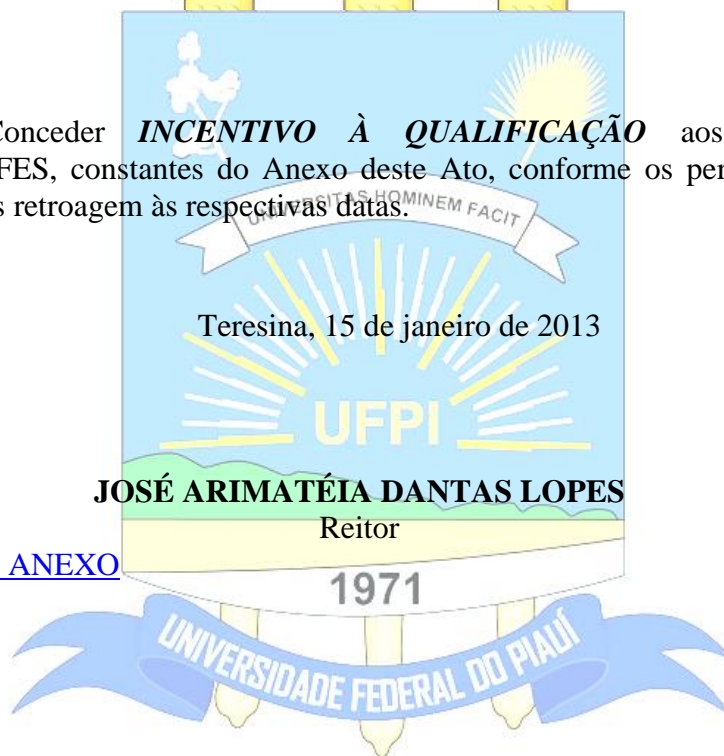 Conceder INCENTIVO À QUALIFICAÇÃO aos
FES, constantes do Anexo deste Ato, conforme os per
s retroagem às respectivas datas.
UNIVERSITAS HOMINEM FACIT
Teresina, 15 de janeiro de 2013
UFPI
JOSÉ ARIMATÉIA DANTAS LOPES
Reitor
ANEXO
1971
UNIVERSIDADE FEDERAL DO PIAUÍ